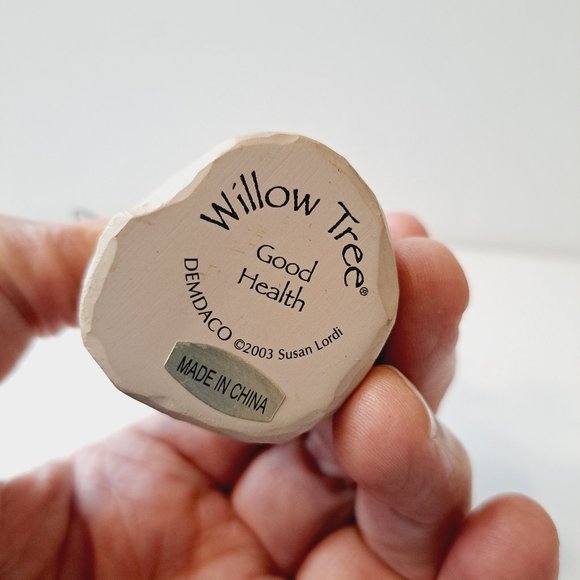 Willow Tree®
Good
Health
DEMDACO ©2003 Susan Lordi
MADE IN CHINA